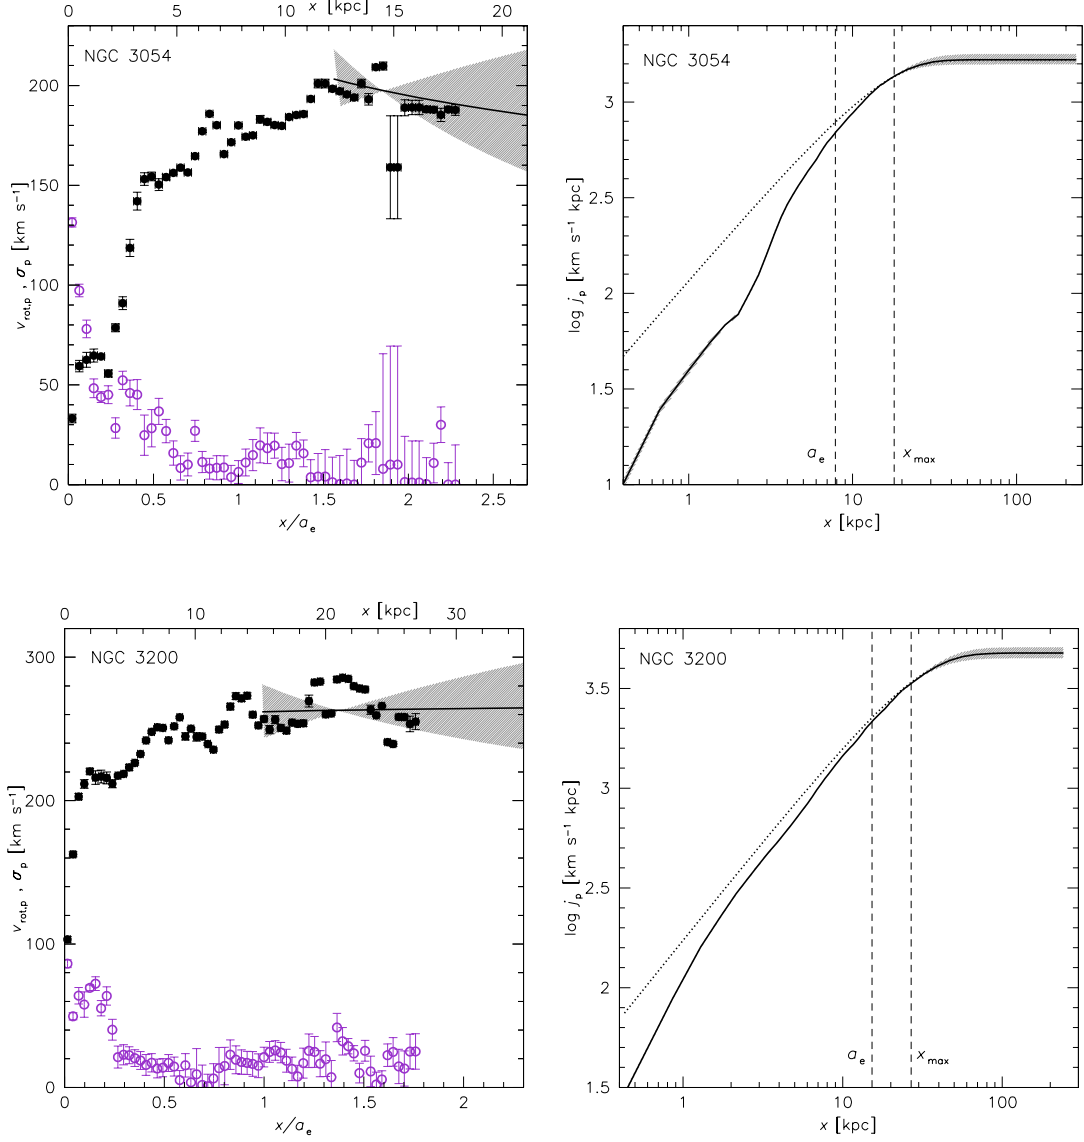 0 5 10 x [kpc] 15 20
NGC 3054
200
150
100
50
0
v_rot,p , σ_p [km s⁻¹]
0 0.5 1 1.5 2 2.5
x/a_e
NGC 3054
3
2.5
2
1.5
1
log j_p [km s⁻¹ kpc]
a_e x_max
1 10 100
x [kpc]
0 10 20 x [kpc] 30
NGC 3200
300
200
100
0
v_rot,p , σ_p [km s⁻¹]
0 0.5 1 1.5 2
x/a_e
NGC 3200
3.5
3
2.5
2
1.5
log j_p [km s⁻¹ kpc]
a_e x_max
1 10 100
x [kpc]